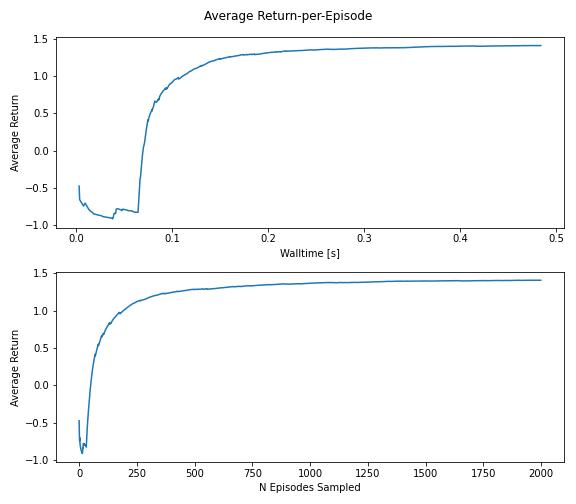 Average Return-per-Episode
1.5
1.0
0.5
0.0
−0.5
−1.0
Average Return
0.0 0.1 0.2 0.3 0.4 0.5
Walltime [s]
1.5
1.0
0.5
0.0
−0.5
−1.0
Average Return
0 250 500 750 1000 1250 1500 1750 2000
N Episodes Sampled